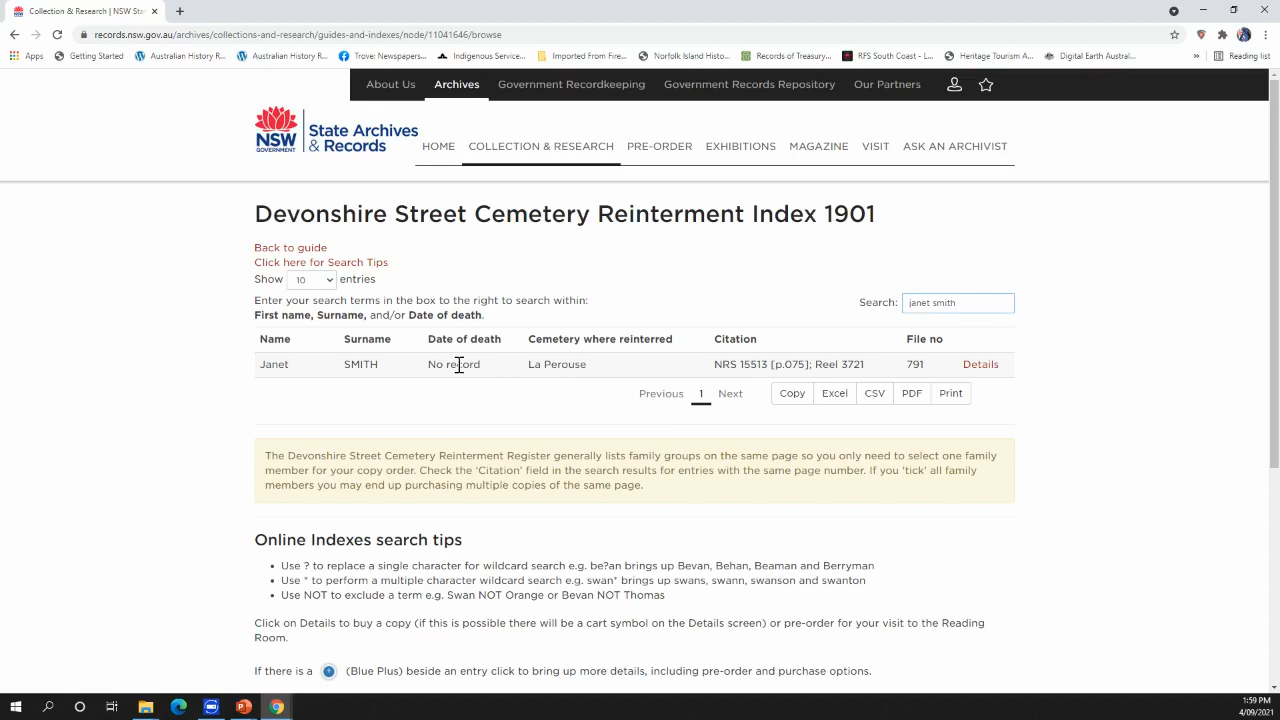 Collection & Research | NSW Stat
records.nsw.gov.au/archives/collections-and-research/guides-and-indexes/node/11041646/browse
Apps Getting Started Australian History R... Australian History R... Trove: Newspapers... Indigenous Service... Imported From Fire... Norfolk Island Histo... Records of Treasury... RFS South Coast - L... Heritage Tourism A... Digital Earth Austral... » Reading list
About Us Archives Government Recordkeeping Government Records Repository Our Partners
NSW GOVERNMENT State Archives & Records
HOME COLLECTION & RESEARCH PRE-ORDER EXHIBITIONS MAGAZINE VISIT ASK AN ARCHIVIST
Devonshire Street Cemetery Reinterment Index 1901
Back to guide
Click here for Search Tips
Show 10 entries
Enter your search terms in the box to the right to search within:
First name, Surname, and/or Date of death.
Search: janet smith
Name Surname Date of death Cemetery where reinterred Citation File no
Janet SMITH No record La Perouse NRS 15513 [p.075]; Reel 3721 791 Details
Previous 1 Next Copy Excel CSV PDF Print
The Devonshire Street Cemetery Reinterment Register generally lists family groups on the same page so you only need to select one family
member for your copy order. Check the 'Citation' field in the search results for entries with the same page number. If you 'tick' all family
members you may end up purchasing multiple copies of the same page.
Online Indexes search tips
• Use ? to replace a single character for wildcard search e.g. be?an brings up Bevan, Behan, Beaman and Berryman
• Use * to perform a multiple character wildcard search e.g. swan* brings up swans, swann, swanson and swanton
• Use NOT to exclude a term e.g. Swan NOT Orange or Bevan NOT Thomas
Click on Details to buy a copy (if this is possible there will be a cart symbol on the Details screen) or pre-order for your visit to the Reading
Room.
If there is a (Blue Plus) beside an entry click to bring up more details, including pre-order and purchase options.
1:59 PM
4/09/2021